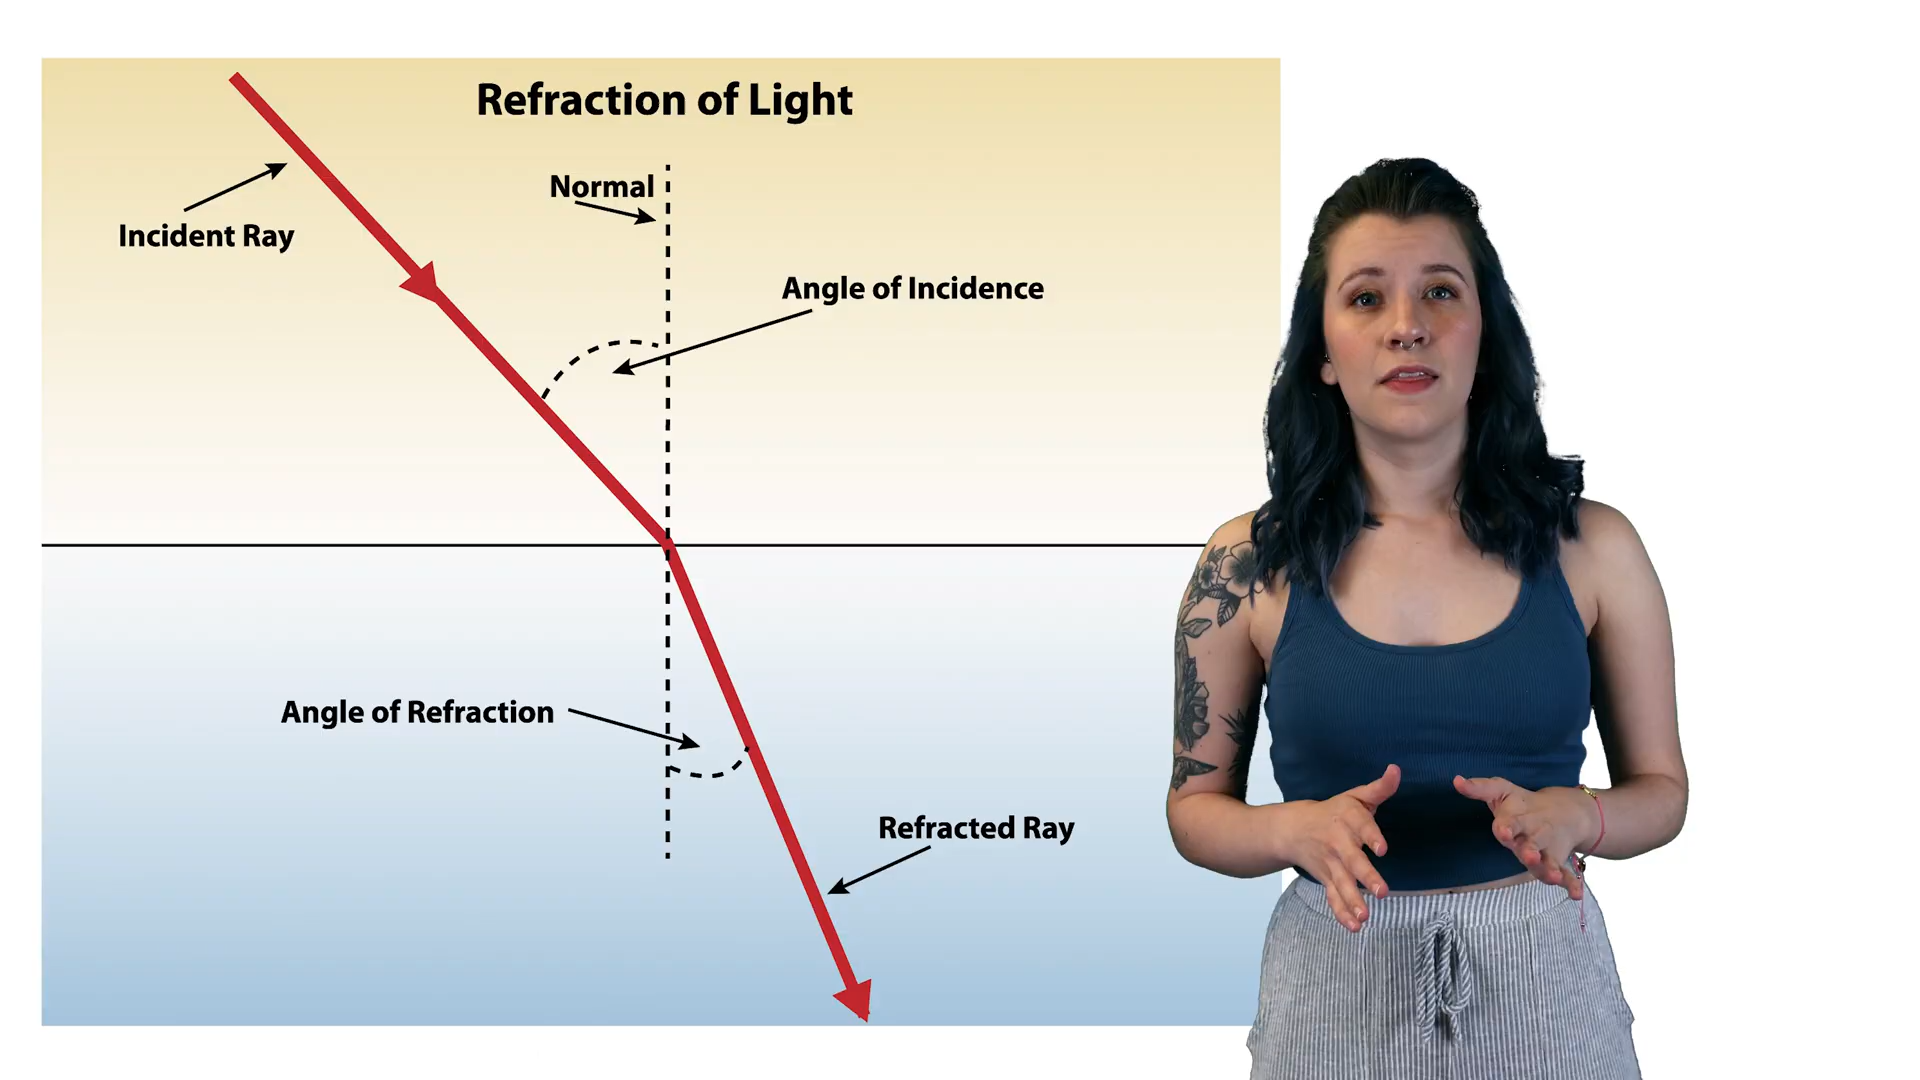 Refraction of Light
Normal
Incident Ray
Angle of Incidence
Angle of Refraction
Refracted Ray